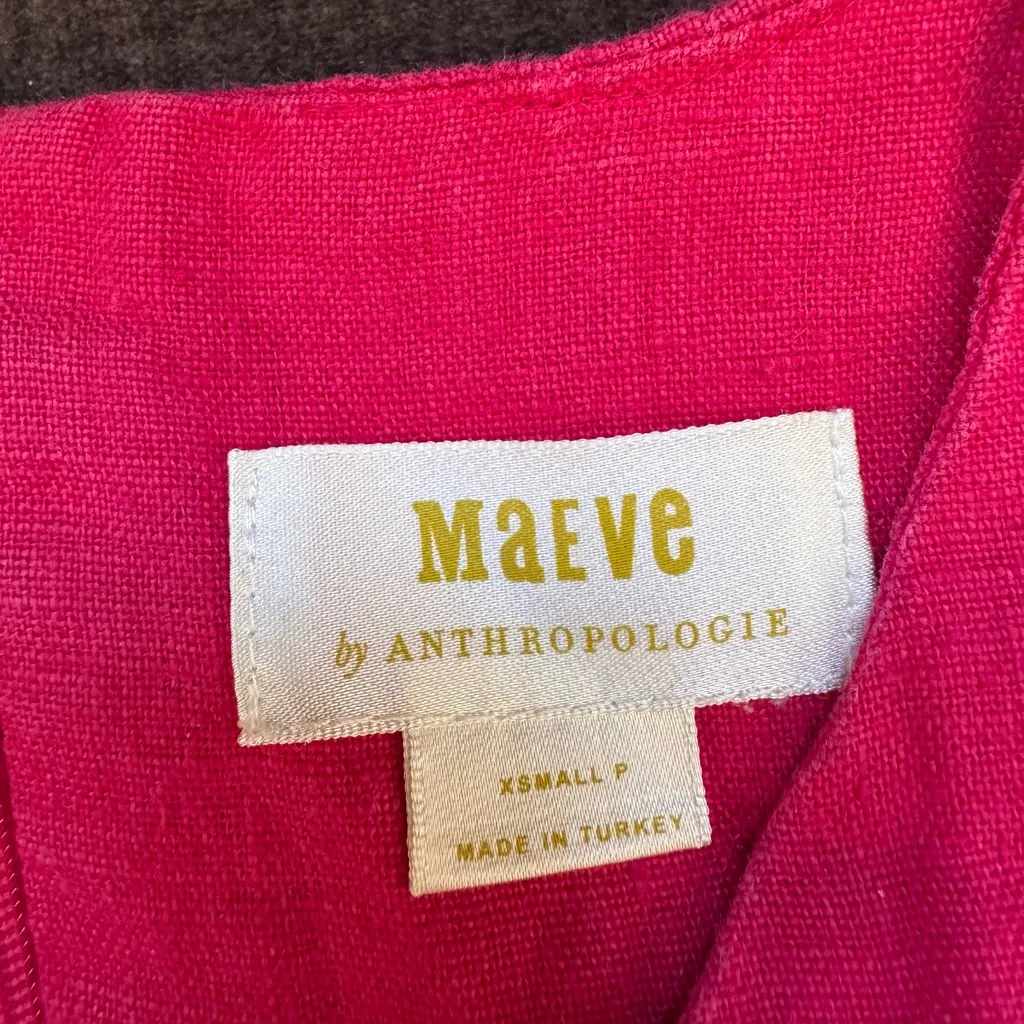 MaEVe
by ANTHROPOLOGIE
XSMALL P
MADE IN TURKEY